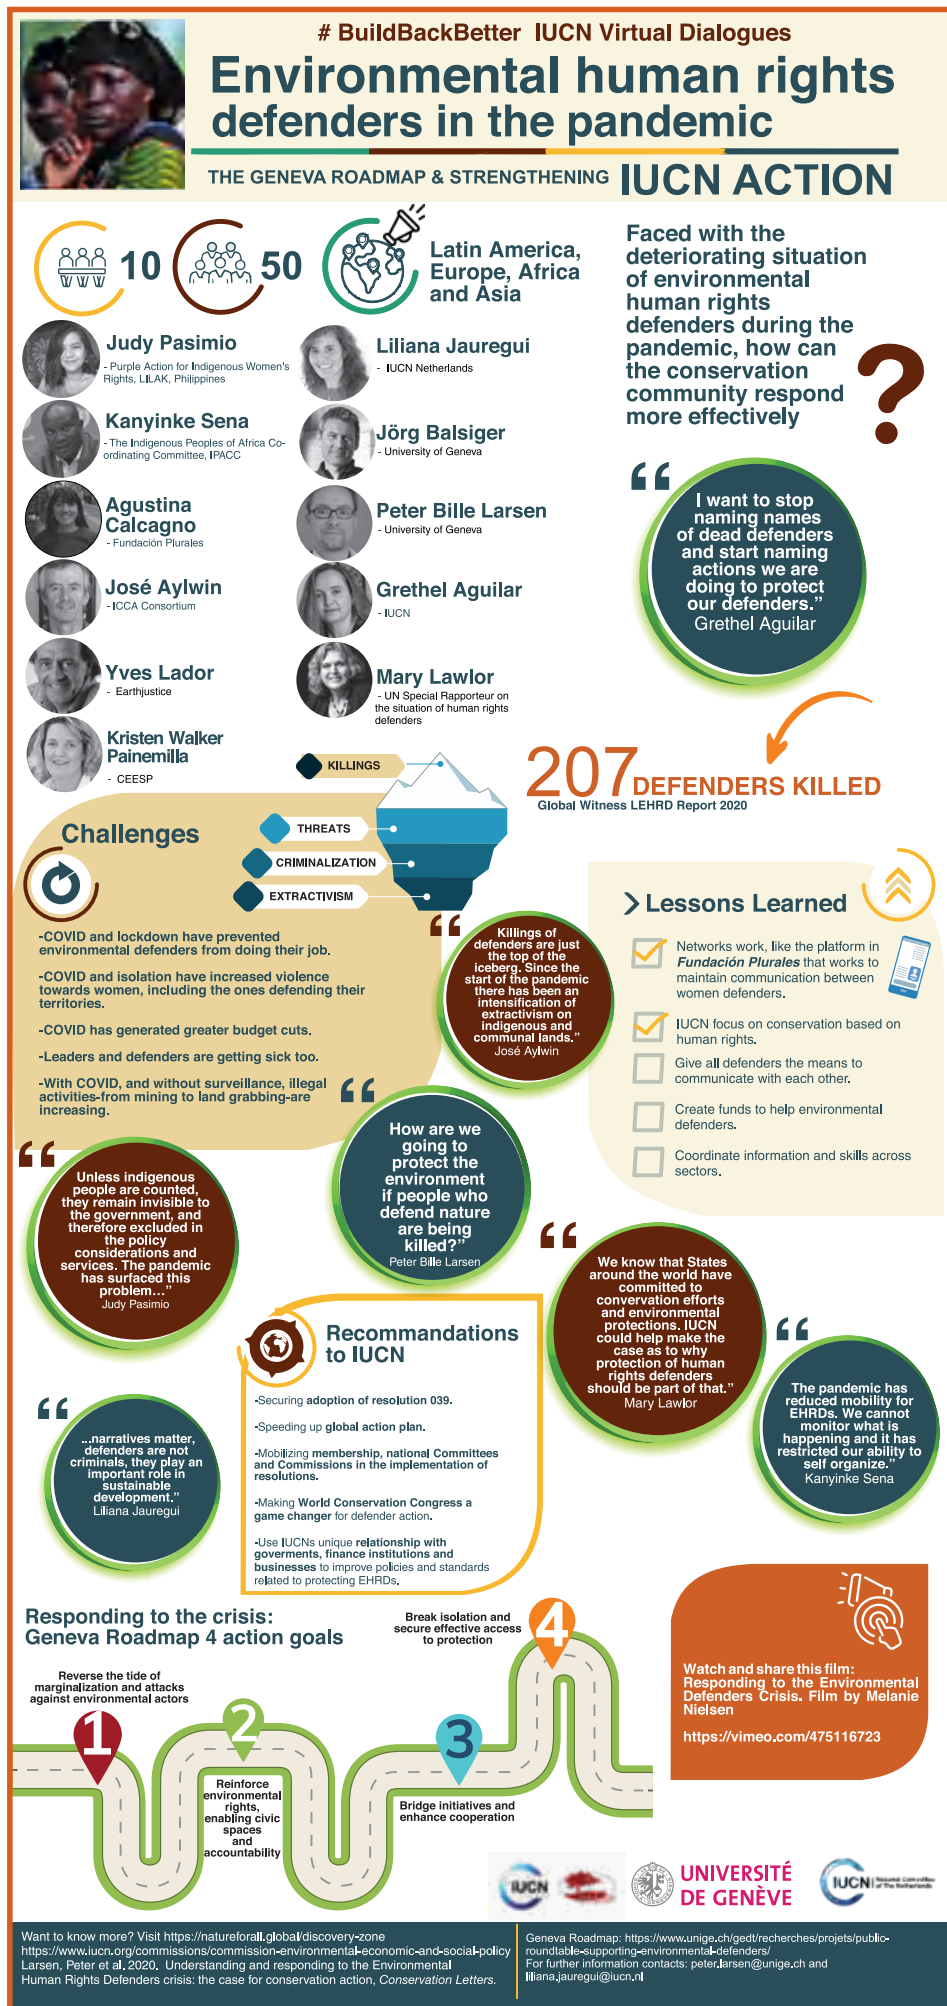 # BuildBackBetter IUCN Virtual Dialogues
Environmental human rights
defenders in the pandemic
THE GENEVA ROADMAP & STRENGTHENING IUCN ACTION
10
50
Latin America,
Europe, Africa
and Asia
Judy Pasimio
- Purple Action for Indigenous Women's
Rights, LILAK, Philippines
Kanyinke Sena
- The Indigenous Peoples of Africa Co-
ordinating Committee, IPACC
Agustina
Calcagno
- Fundación Plurales
José Aylwin
- ICCA Consortium
Yves Lador
- Earthjustice
Kristen Walker
Painemilla
- CEESP
Liliana Jauregui
- IUCN Netherlands
Jörg Balsiger
- University of Geneva
Peter Bille Larsen
- University of Geneva
Grethel Aguilar
- IUCN
Mary Lawlor
- UN Special Rapporteur on
the situation of human rights
defenders
Faced with the
deteriorating situation
of environmental
human rights
defenders during the
pandemic, how can
the conservation
community respond
more effectively
?
“
I want to stop
naming names
of dead defenders
and start naming
actions we are
doing to protect
our defenders.”
Grethel Aguilar
207 DEFENDERS KILLED
Global Witness LEHRD Report 2020
KILLINGS
THREATS
CRIMINALIZATION
EXTRACTIVISM
Challenges
-COVID and lockdown have prevented
environmental defenders from doing their job.
-COVID and isolation have increased violence
towards women, including the ones defending their
territories.
-COVID has generated greater budget cuts.
-Leaders and defenders are getting sick too.
-With COVID, and without surveillance, illegal
activities-from mining to land grabbing-are
increasing.
“
Killings of
defenders are just
the top of the
iceberg. Since the
start of the pandemic
there has been an
intensification of
extractivism on
indigenous and
communal lands.”
José Aylwin
Lessons Learned
Networks work, like the platform in
Fundación Plurales that works to
maintain communication between
women defenders.
IUCN focus on conservation based on
human rights.
Give all defenders the means to
communicate with each other.
Create funds to help environmental
defenders.
Coordinate information and skills across
sectors.
“
How are we
going to
protect the
environment
if people who
defend nature
are being
killed?”
Peter Bille Larsen
“
Unless indigenous
people are counted,
they remain invisible to
the government, and
therefore excluded in
the policy
considerations and
services. The pandemic
has surfaced this
problem...”
Judy Pasimio
“
We know that States
around the world have
committed to
convervation efforts
and environmental
protections. IUCN
could help make the
case as to why
protection of human
rights defenders
should be part of that.”
Mary Lawlor
“
The pandemic has
reduced mobility for
EHRDs. We cannot
monitor what is
happening and it has
restricted our ability to
self organize.”
Kanyinke Sena
“
...narratives matter,
defenders are not
criminals, they play an
important role in
sustainable
development.”
Liliana Jauregui
Recommandations
to IUCN
-Securing adoption of resolution 039.
-Speeding up global action plan.
-Mobilizing membership, national Committees
and Commissions in the implementation of
resolutions.
-Making World Conservation Congress a
game changer for defender action.
-Use IUCNs unique relationship with
goverments, finance institutions and
businesses to improve policies and standards
related to protecting EHRDs.
Responding to the crisis:
Geneva Roadmap 4 action goals
Reverse the tide of
marginalization and attacks
against environmental actors
1
2
Reinforce
environmental
rights,
enabling civic
spaces
and
accountability
3
Bridge initiatives and
enhance cooperation
Break isolation and
secure effective access
to protection
4
Watch and share this film:
Responding to the Environmental
Defenders Crisis. Film by Melanie
Nielsen
https://vimeo.com/475116723
IUCN
UNIVERSITÉ
DE GENÈVE
IUCN National Committee
of The Netherlands
Want to know more? Visit https://natureforall.global/discovery-zone
https://www.iucn.org/commissions/commission-environmental-economic-and-social-policy
Larsen, Peter et al. 2020. Understanding and responding to the Environmental
Human Rights Defenders crisis: the case for conservation action, Conservation Letters.
Geneva Roadmap: https://www.unige.ch/gedt/recherches/projets/public-
roundtable-supporting-environmental-defenders/
For further information contacts: peter.larsen@unige.ch and
liliana.jauregui@iucn.nl